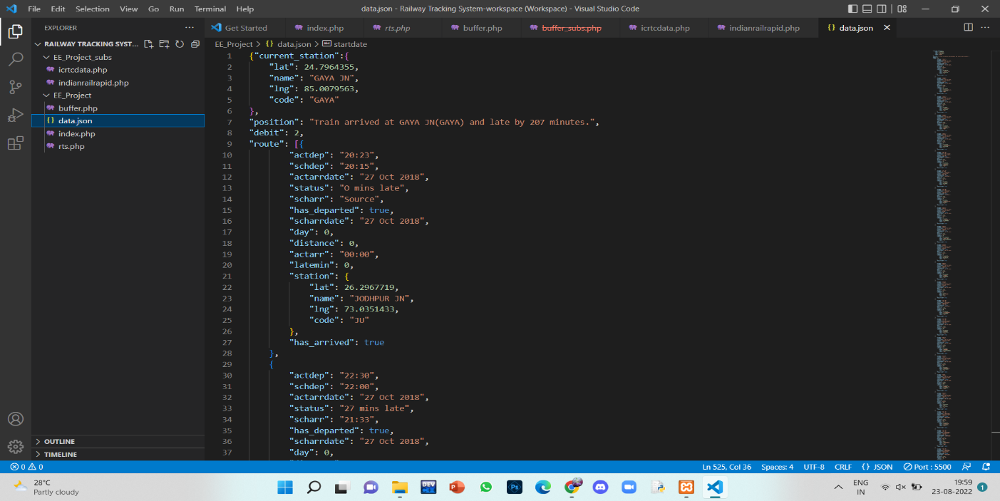 File Edit Selection View Go Run Terminal Help
data.json - Railway Tracking System-workspace (Workspace) - Visual Studio Code
EXPLORER
RAILWAY TRACKING SYST...
EE_Project_subs
icrtcdata.php
indianrailrapid.php
EE_Project
buffer.php
{} data.json
index.php
rts.php
OUTLINE
TIMELINE
Get Started index.php rts.php buffer.php buffer_subs.php icrtcdata.php indianrailrapid.php {} data.json
EE_Project > {} data.json > abc startdate
1 {"current_station":{
2 "lat": 24.7964355,
3 "name": "GAYA JN",
4 "lng": 85.0079563,
5 "code": "GAYA"
6 },
7 "position": "Train arrived at GAYA JN(GAYA) and late by 207 minutes.",
8 "debit": 2,
9 "route": [{
10 "actdep": "20:23",
11 "schdep": "20:15",
12 "actarrdate": "27 Oct 2018",
13 "status": "O mins late",
14 "scharr": "Source",
15 "has_departed": true,
16 "scharrdate": "27 Oct 2018",
17 "day": 0,
18 "distance": 0,
19 "actarr": "00:00",
20 "latemin": 0,
21 "station": {
22 "lat": 26.2967719,
23 "name": "JODHPUR JN",
24 "lng": 73.0351433,
25 "code": "JU"
26 },
27 "has_arrived": true
28 },
29 {
30 "actdep": "22:30",
31 "schdep": "22:00",
32 "actarrdate": "27 Oct 2018",
33 "status": "27 mins late",
34 "scharr": "21:33",
35 "has_departed": true,
36 "scharrdate": "27 Oct 2018",
37 "day": 0,
0 0 Ln 525, Col 36 Spaces: 4 UTF-8 CRLF {} JSON Port : 5500
28°C
Partly cloudy
DEV
P
Ps
ENG
IN
19:59
23-08-2022
1